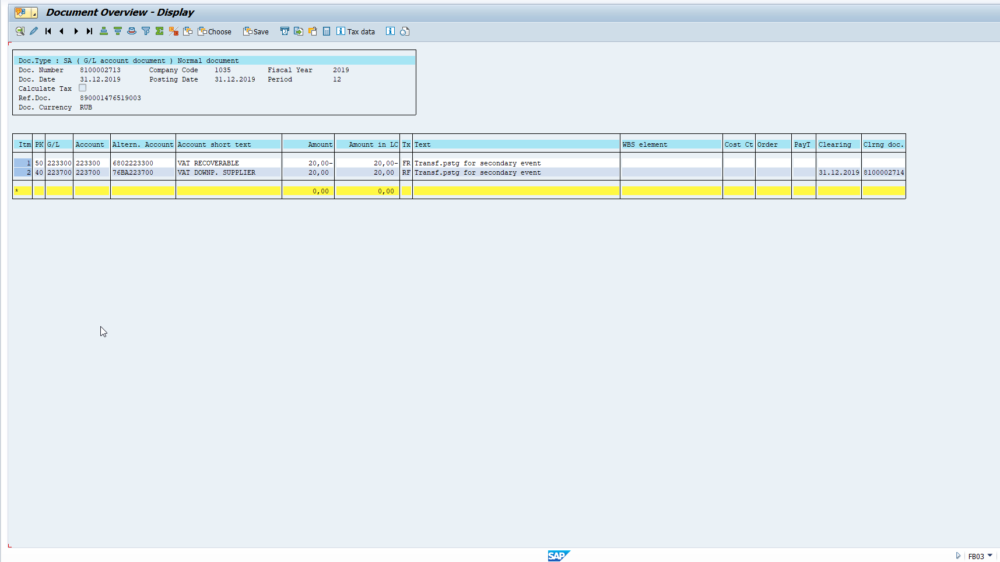 Document Overview - Display
Choose Save Tax data
Doc.Type : SA ( G/L account document ) Normal document
Doc. Number 8100002713 Company Code 1035 Fiscal Year 2019
Doc. Date 31.12.2019 Posting Date 31.12.2019 Period 12
Calculate Tax
Ref.Doc. 890001476519003
Doc. Currency RUB
Itm PK G/L Account Altern. Account Account short text Amount Amount in LC Tx Text WBS element Cost Ct Order PayT Clearing Clrng doc.
1 50 223300 223300 6802223300 VAT RECOVERABLE 20,00- 20,00- FR Transf.pstg for secondary event
2 40 223700 223700 76BA223700 VAT DOWNP. SUPPLIER 20,00 20,00 RF Transf.pstg for secondary event 31.12.2019 8100002714
* 0,00 0,00
SAP FB03